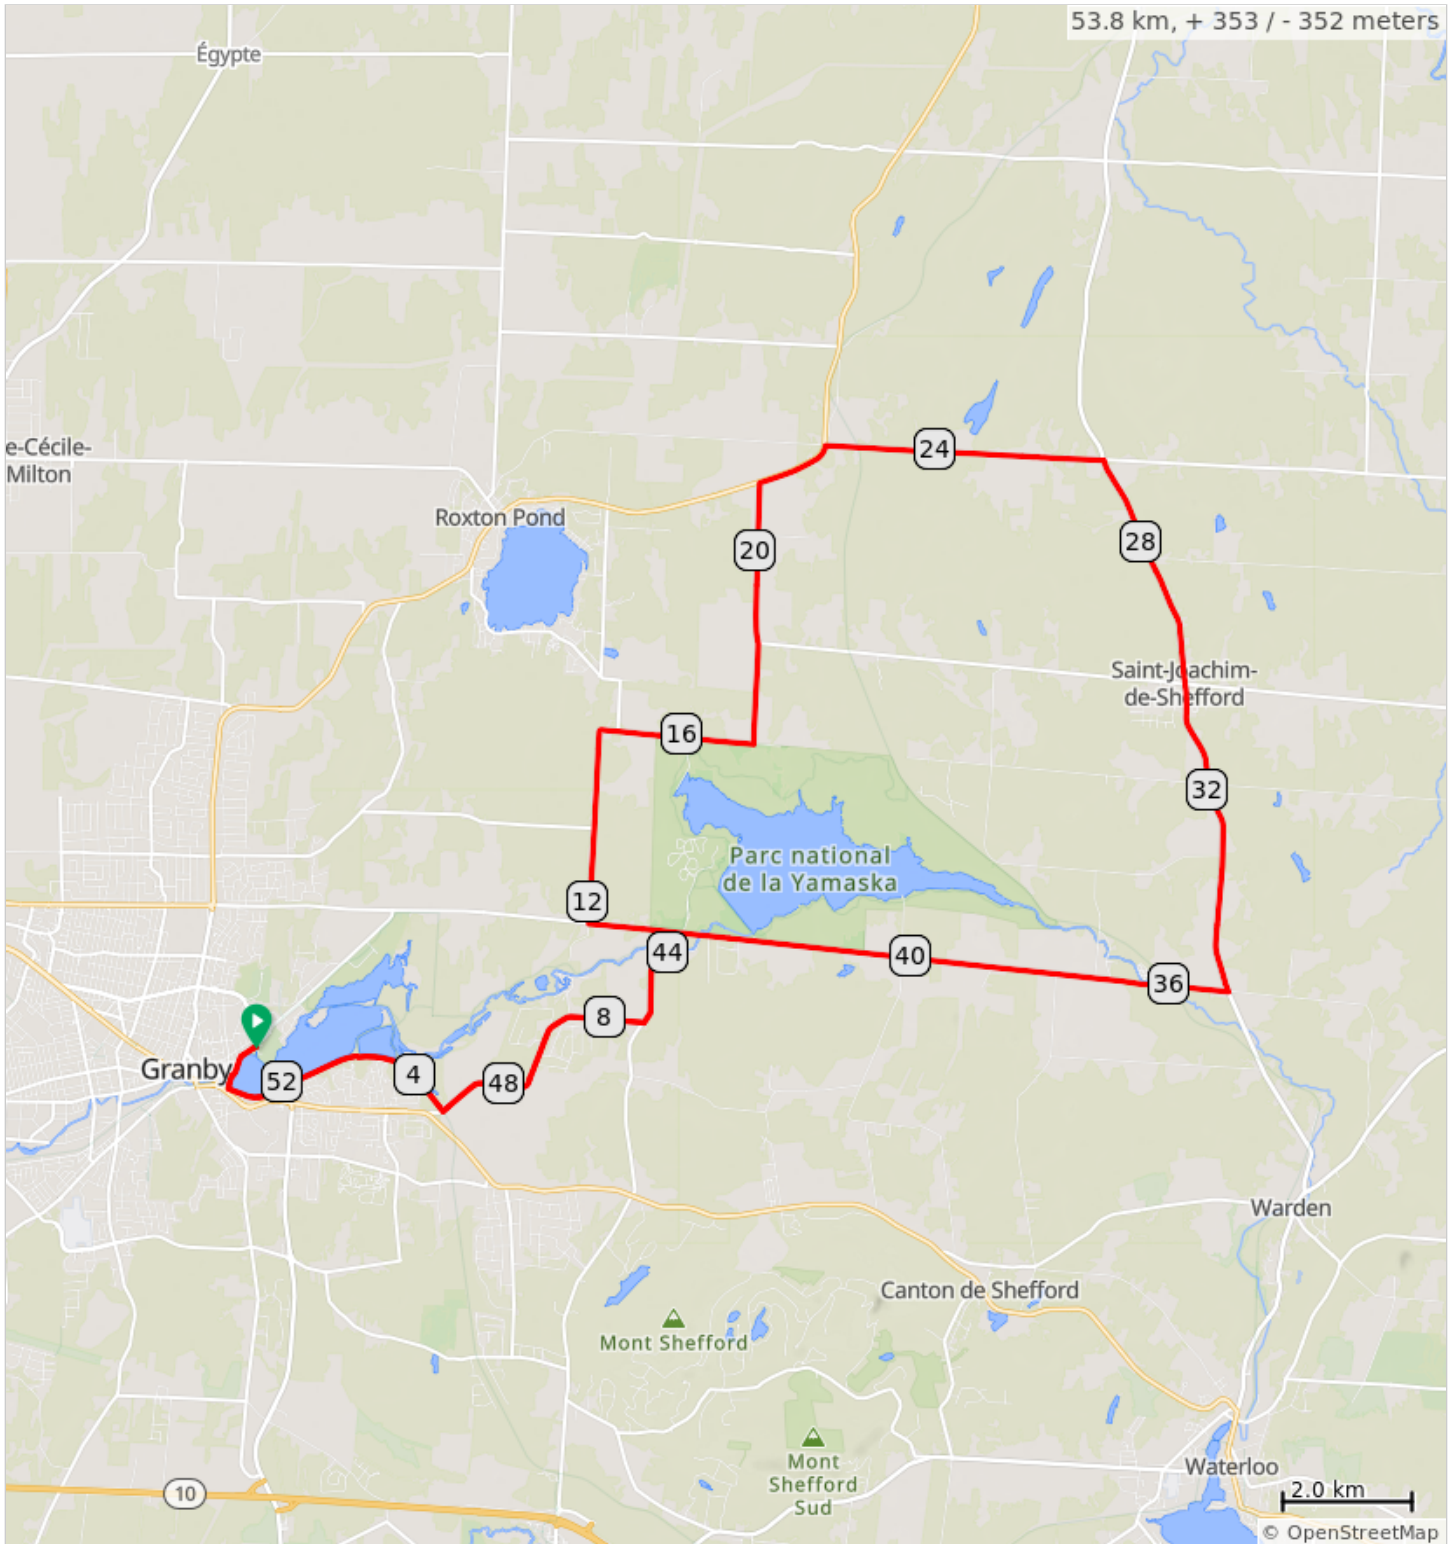 53.8 km, + 353 / - 352 meters
Égypte
24
e-Cécile-
Milton
Roxton Pond
20
28
Saint-Joachim-
de-Shefford
16
32
Parc national
de la Yamaska
12
44
40
36
8
Granby
52
4
48
Warden
Canton de Shefford
Mont Shefford
Mont
Shefford
Sud
Waterloo
10
2.0 km
© OpenStreetMap